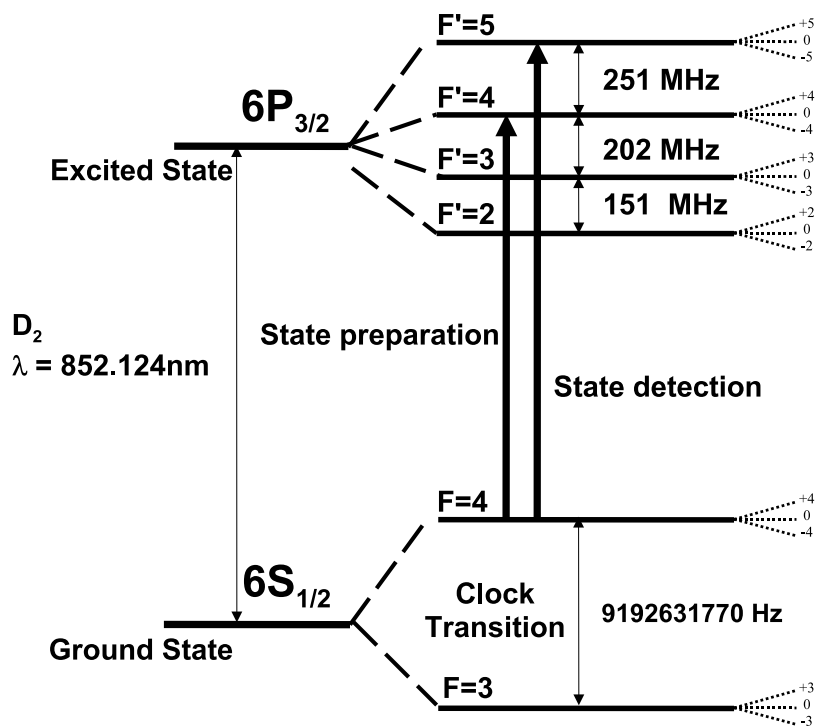 F'=5
+5
0
-5
251 MHz
6P3/2
F'=4
+4
0
-4
202 MHz
Excited State
F'=3
+3
0
-3
151 MHz
F'=2
+2
0
-2
D2
λ = 852.124nm
State preparation
State detection
F=4
+4
0
-4
6S1/2
Clock
Transition
9192631770 Hz
Ground State
F=3
+3
0
-3